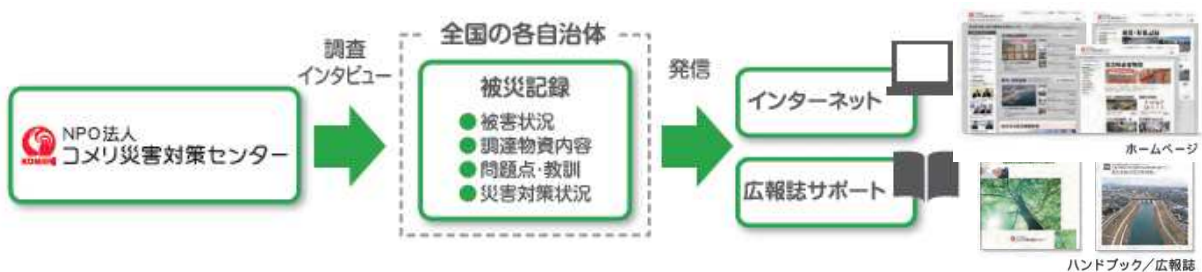 NPO法人
コメリ災害対策センター
KOMERI
調査
インタビュー
全国の各自治体
被災記録
●被害状況
●調達物資内容
●問題点・教訓
●災害対策状況
発信
インターネット
広報誌サポート
ホームページ
ハンドブック/広報誌